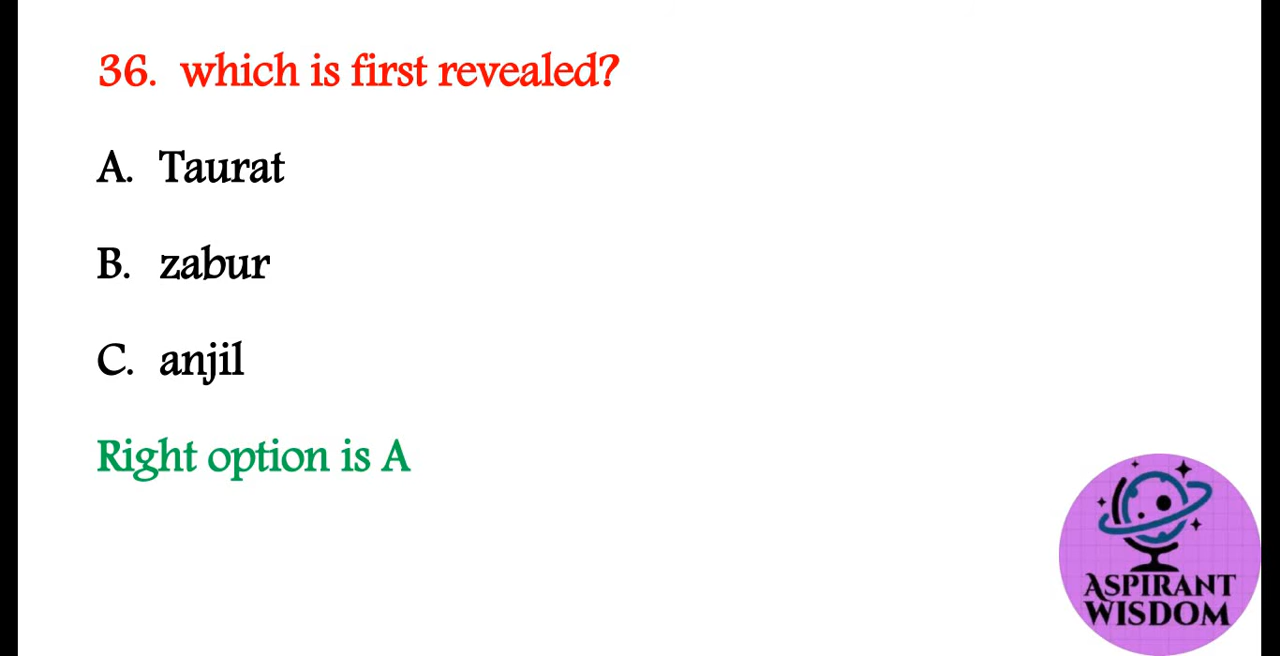 36. which is first revealed?
A. Taurat
B. zabur
C. anjil
Right option is A
ASPIRANT
WISDOM